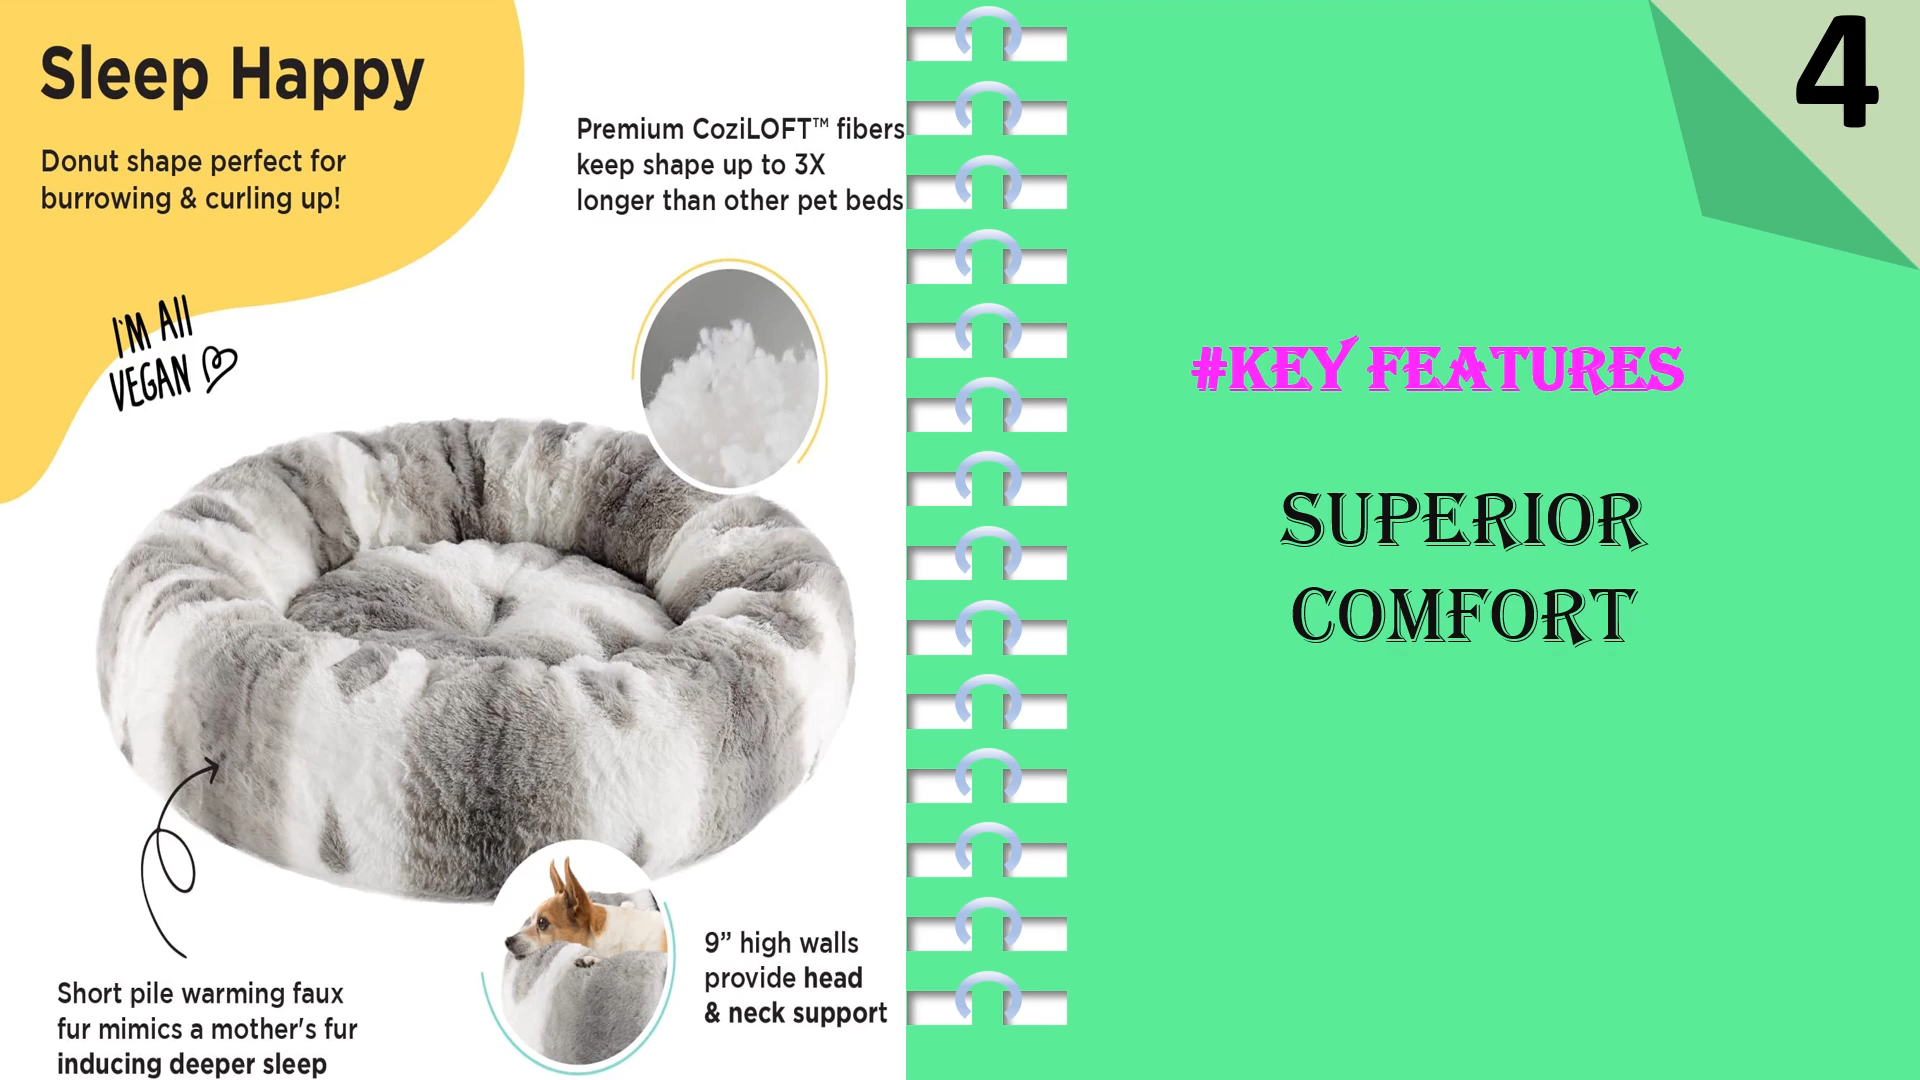 Sleep Happy
Donut shape perfect for
burrowing & curling up!
Premium CoziLOFT™ fibers
keep shape up to 3X
longer than other pet beds
I'M All
VEGAN
Short pile warming faux
fur mimics a mother's fur
inducing deeper sleep
9” high walls
provide head
& neck support
4
#KEY FEATURES
SUPERIOR
COMFORT